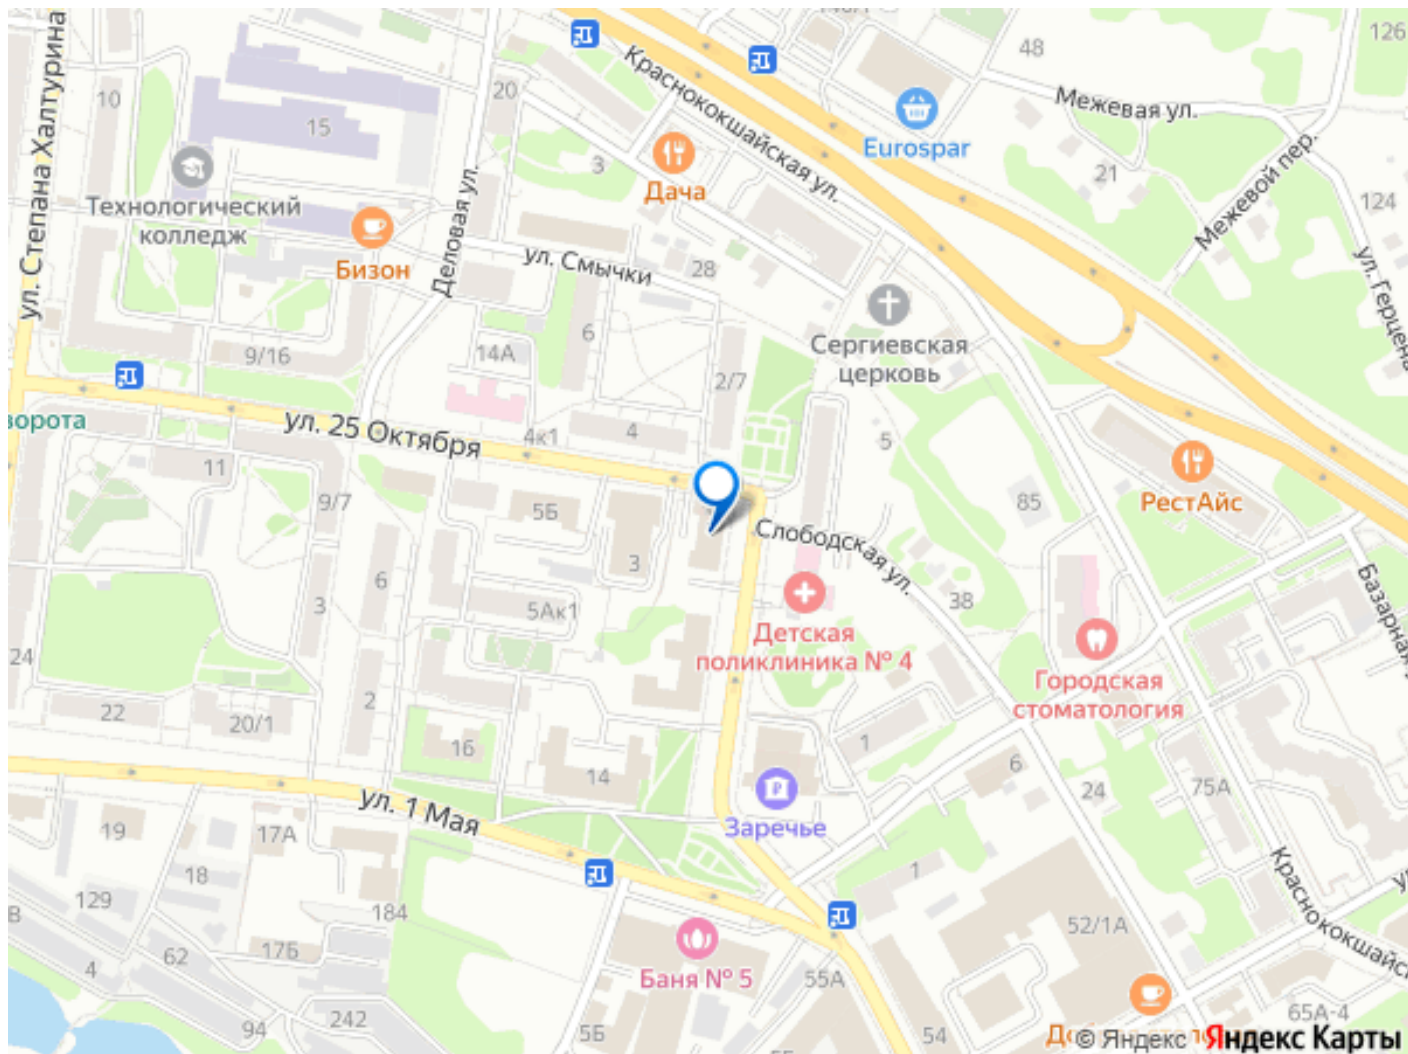 140/1
126
48
Краснококшайская ул.
Межевая ул.
ул. Степана Халтурина
10
20
15
3
Eurospar
21
Межевой пер.
Дача
124
Технологический
колледж
Деловая ул.
Бизон
ул. Смычки
28
ул. Герцена
6
Сергиевская
церковь
9/16
14А
2/7
ворота
ул. 25 Октября
4к1
4
5
11
9/7
5Б
85
РестАйс
Слободская ул.
3
6
3
5Ак1
38
Базарная
Детская
поликлиника № 4
24
Городская
стоматология
22
20/1
2
16
14
1
6
24
75А
ул. 1 Мая
Заречье
19
17А
18
129
184
1
Краснококшайская
52/1А
17Б
62
4
94
242
Баня № 5
55А
5Б
54
65А-4
© Яндекс Яндекс Карты